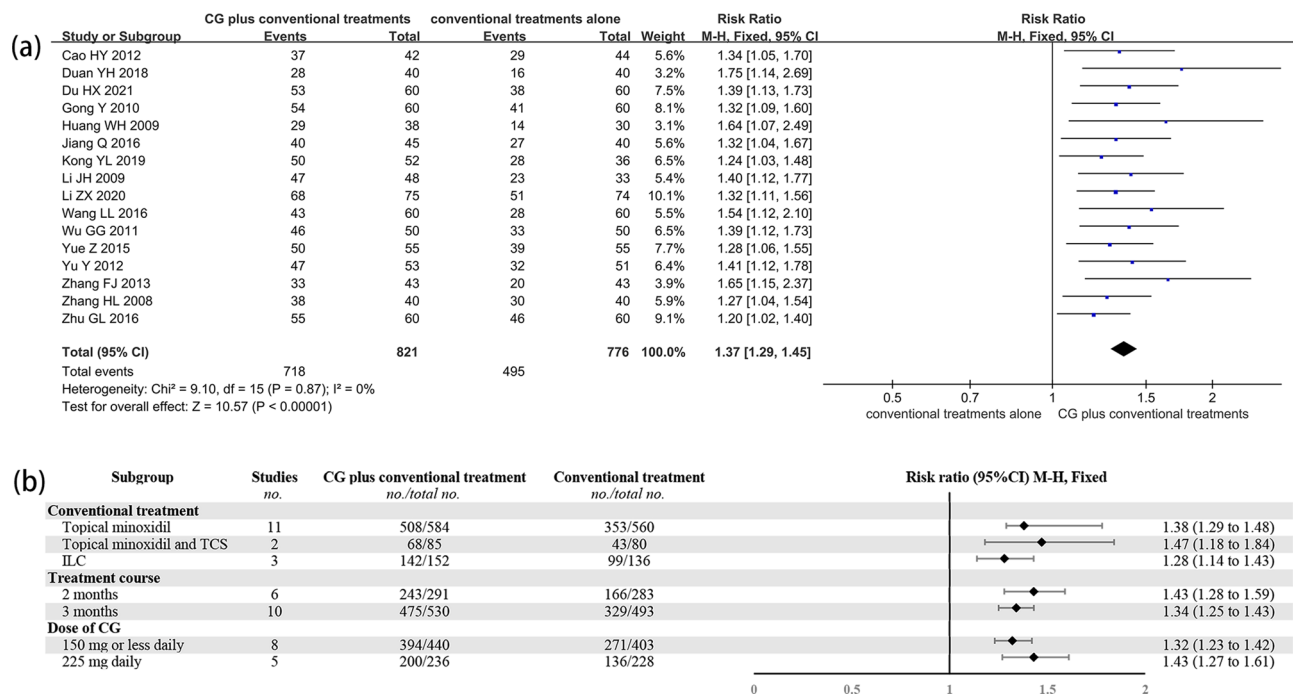 (a)
CG plus conventional treatments conventional treatments alone Risk Ratio Risk Ratio
Study or Subgroup Events Total Events Total Weight M-H, Fixed, 95% CI M-H, Fixed, 95% CI
Cao HY 2012 37 42 29 44 5.6% 1.34 [1.05, 1.70]
Duan YH 2018 28 40 16 40 3.2% 1.75 [1.14, 2.69]
Du HX 2021 53 60 38 60 7.5% 1.39 [1.13, 1.73]
Gong Y 2010 54 60 41 60 8.1% 1.32 [1.09, 1.60]
Huang WH 2009 29 38 14 30 3.1% 1.64 [1.07, 2.49]
Jiang Q 2016 40 45 27 40 5.6% 1.32 [1.04, 1.67]
Kong YL 2019 50 52 28 36 6.5% 1.24 [1.03, 1.48]
Li JH 2009 47 48 23 33 5.4% 1.40 [1.12, 1.77]
Li ZX 2020 68 75 51 74 10.1% 1.32 [1.11, 1.56]
Wang LL 2016 43 60 28 60 5.5% 1.54 [1.12, 2.10]
Wu GG 2011 46 50 33 50 6.5% 1.39 [1.12, 1.73]
Yue Z 2015 50 55 39 55 7.7% 1.28 [1.06, 1.55]
Yu Y 2012 47 53 32 51 6.4% 1.41 [1.12, 1.78]
Zhang FJ 2013 33 43 20 43 3.9% 1.65 [1.15, 2.37]
Zhang HL 2008 38 40 30 40 5.9% 1.27 [1.04, 1.54]
Zhu GL 2016 55 60 46 60 9.1% 1.20 [1.02, 1.40]
Total (95% CI) 821 776 100.0% 1.37 [1.29, 1.45]
Total events 718 495
Heterogeneity: Chi² = 9.10, df = 15 (P = 0.87); I² = 0%
Test for overall effect: Z = 10.57 (P < 0.00001)
0.5 0.7 1 1.5 2
conventional treatments alone CG plus conventional treatments
(b)
Subgroup Studies CG plus conventional treatment Conventional treatment Risk ratio (95%CI) M-H, Fixed
no. no./total no. no./total no.
Conventional treatment
Topical minoxidil 11 508/584 353/560 1.38 (1.29 to 1.48)
Topical minoxidil and TCS 2 68/85 43/80 1.47 (1.18 to 1.84)
ILC 3 142/152 99/136 1.28 (1.14 to 1.43)
Treatment course
2 months 6 243/291 166/283 1.43 (1.28 to 1.59)
3 months 10 475/530 329/493 1.34 (1.25 to 1.43)
Dose of CG
150 mg or less daily 8 394/440 271/403 1.32 (1.23 to 1.42)
225 mg daily 5 200/236 136/228 1.43 (1.27 to 1.61)
0 0.5 1 1.5 2